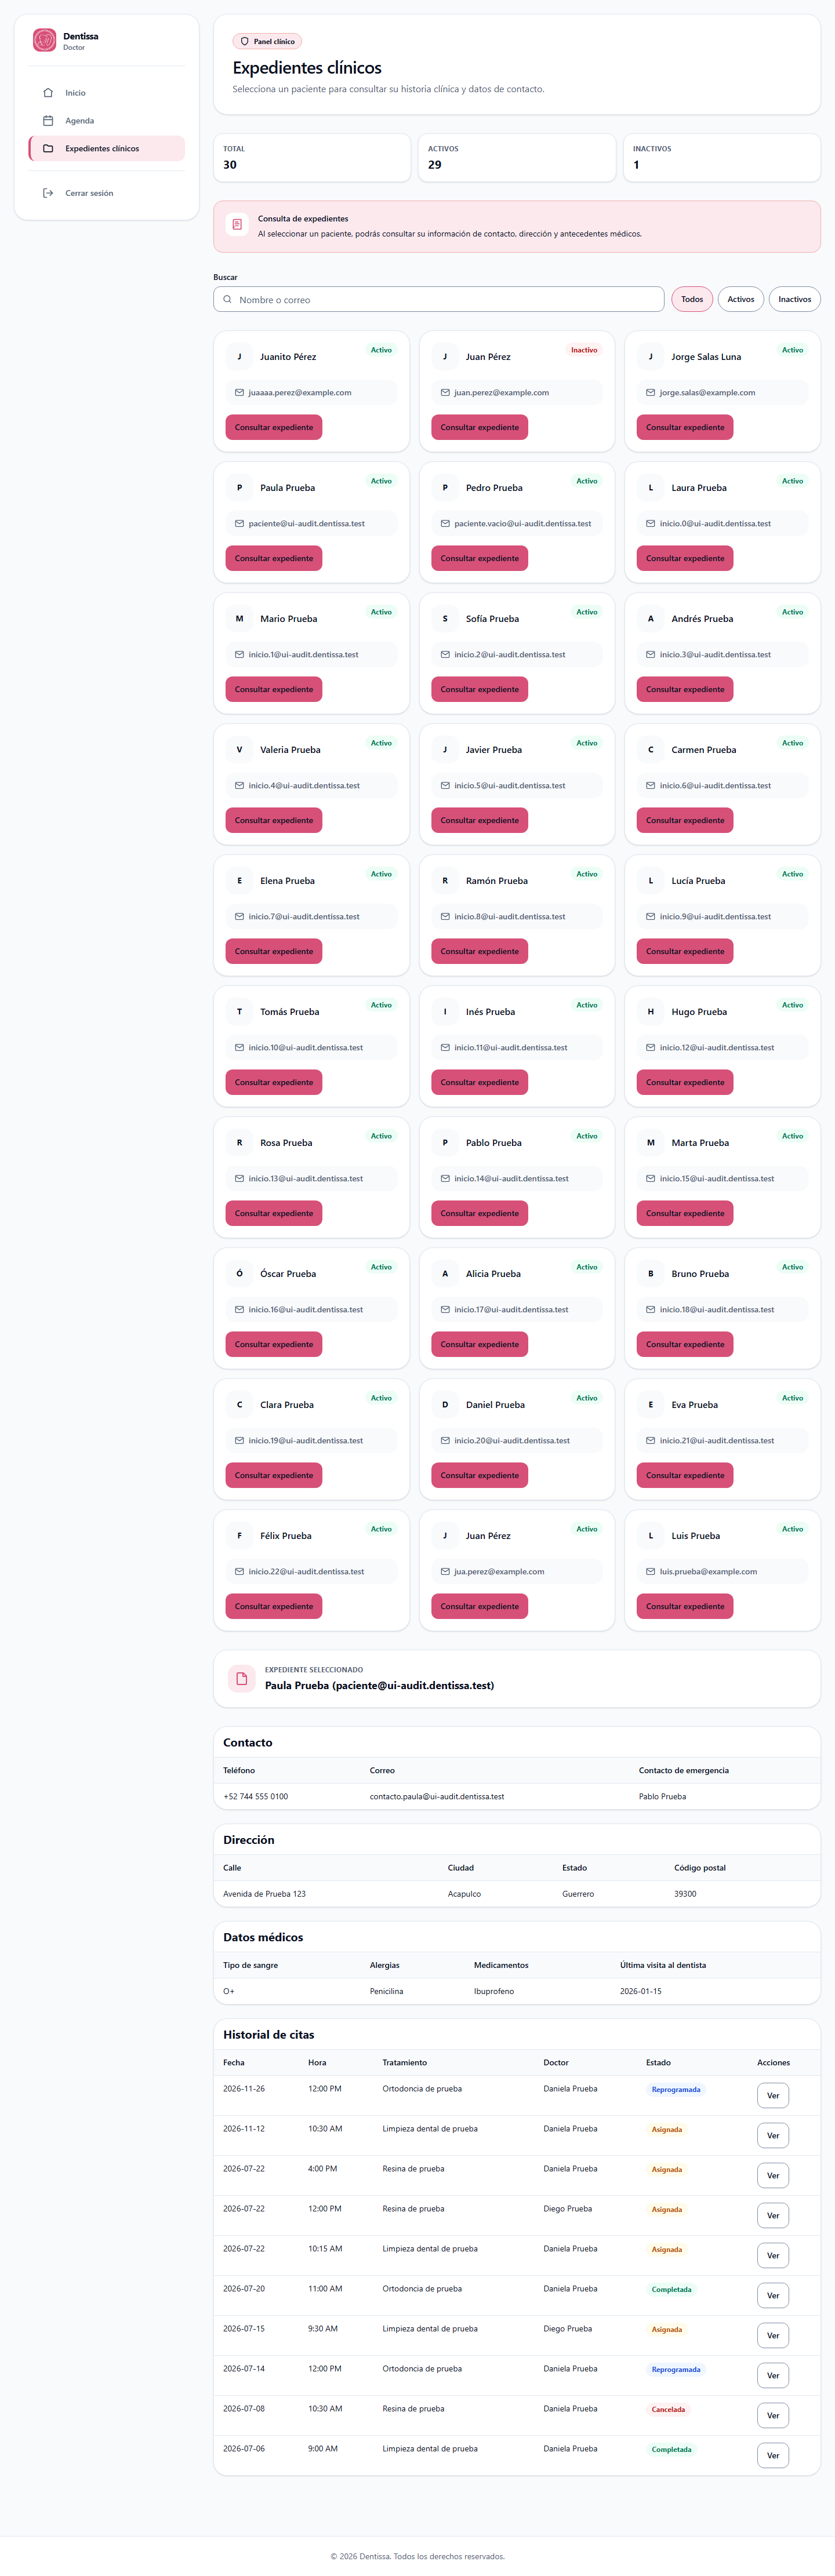 Dentissa
Doctor
Inicio
Agenda
Expedientes clínicos
Cerrar sesión
Panel clínico
Expedientes clínicos
Selecciona un paciente para consultar su historia clínica y datos de contacto.
TOTAL
30
ACTIVOS
29
INACTIVOS
1
Consulta de expedientes
Al seleccionar un paciente, podrás consultar su información de contacto, dirección y antecedentes médicos.
Buscar
Nombre o correo
Todos
Activos
Inactivos
J Juanito Pérez Activo
juaaaa.perez@example.com
Consultar expediente
J Juan Pérez Inactivo
juan.perez@example.com
Consultar expediente
J Jorge Salas Luna Activo
jorge.salas@example.com
Consultar expediente
P Paula Prueba Activo
paciente@ui-audit.dentissa.test
Consultar expediente
P Pedro Prueba Activo
paciente.vacio@ui-audit.dentissa.test
Consultar expediente
L Laura Prueba Activo
inicio.0@ui-audit.dentissa.test
Consultar expediente
M Mario Prueba Activo
inicio.1@ui-audit.dentissa.test
Consultar expediente
S Sofía Prueba Activo
inicio.2@ui-audit.dentissa.test
Consultar expediente
A Andrés Prueba Activo
inicio.3@ui-audit.dentissa.test
Consultar expediente
V Valeria Prueba Activo
inicio.4@ui-audit.dentissa.test
Consultar expediente
J Javier Prueba Activo
inicio.5@ui-audit.dentissa.test
Consultar expediente
C Carmen Prueba Activo
inicio.6@ui-audit.dentissa.test
Consultar expediente
E Elena Prueba Activo
inicio.7@ui-audit.dentissa.test
Consultar expediente
R Ramón Prueba Activo
inicio.8@ui-audit.dentissa.test
Consultar expediente
L Lucía Prueba Activo
inicio.9@ui-audit.dentissa.test
Consultar expediente
T Tomás Prueba Activo
inicio.10@ui-audit.dentissa.test
Consultar expediente
I Inés Prueba Activo
inicio.11@ui-audit.dentissa.test
Consultar expediente
H Hugo Prueba Activo
inicio.12@ui-audit.dentissa.test
Consultar expediente
R Rosa Prueba Activo
inicio.13@ui-audit.dentissa.test
Consultar expediente
P Pablo Prueba Activo
inicio.14@ui-audit.dentissa.test
Consultar expediente
M Marta Prueba Activo
inicio.15@ui-audit.dentissa.test
Consultar expediente
Ó Óscar Prueba Activo
inicio.16@ui-audit.dentissa.test
Consultar expediente
A Alicia Prueba Activo
inicio.17@ui-audit.dentissa.test
Consultar expediente
B Bruno Prueba Activo
inicio.18@ui-audit.dentissa.test
Consultar expediente
C Clara Prueba Activo
inicio.19@ui-audit.dentissa.test
Consultar expediente
D Daniel Prueba Activo
inicio.20@ui-audit.dentissa.test
Consultar expediente
E Eva Prueba Activo
inicio.21@ui-audit.dentissa.test
Consultar expediente
F Félix Prueba Activo
inicio.22@ui-audit.dentissa.test
Consultar expediente
J Juan Pérez Activo
jua.perez@example.com
Consultar expediente
L Luis Prueba Activo
luis.prueba@example.com
Consultar expediente
EXPEDIENTE SELECCIONADO
Paula Prueba (paciente@ui-audit.dentissa.test)
Contacto
Teléfono Correo Contacto de emergencia
+52 744 555 0100 contacto.paula@ui-audit.dentissa.test Pablo Prueba
Dirección
Calle Ciudad Estado Código postal
Avenida de Prueba 123 Acapulco Guerrero 39300
Datos médicos
Tipo de sangre Alergias Medicamentos Última visita al dentista
O+ Penicilina Ibuprofeno 2026-01-15
Historial de citas
Fecha Hora Tratamiento Doctor Estado Acciones
2026-11-26 12:00 PM Ortodoncia de prueba Daniela Prueba Reprogramada Ver
2026-11-12 10:30 AM Limpieza dental de prueba Daniela Prueba Asignada Ver
2026-07-22 4:00 PM Resina de prueba Daniela Prueba Asignada Ver
2026-07-22 12:00 PM Resina de prueba Diego Prueba Asignada Ver
2026-07-22 10:15 AM Limpieza dental de prueba Daniela Prueba Asignada Ver
2026-07-20 11:00 AM Ortodoncia de prueba Daniela Prueba Completada Ver
2026-07-15 9:30 AM Limpieza dental de prueba Diego Prueba Asignada Ver
2026-07-14 12:00 PM Ortodoncia de prueba Daniela Prueba Reprogramada Ver
2026-07-08 10:30 AM Resina de prueba Daniela Prueba Cancelada Ver
2026-07-06 9:00 AM Limpieza dental de prueba Daniela Prueba Completada Ver
© 2026 Dentissa. Todos los derechos reservados.